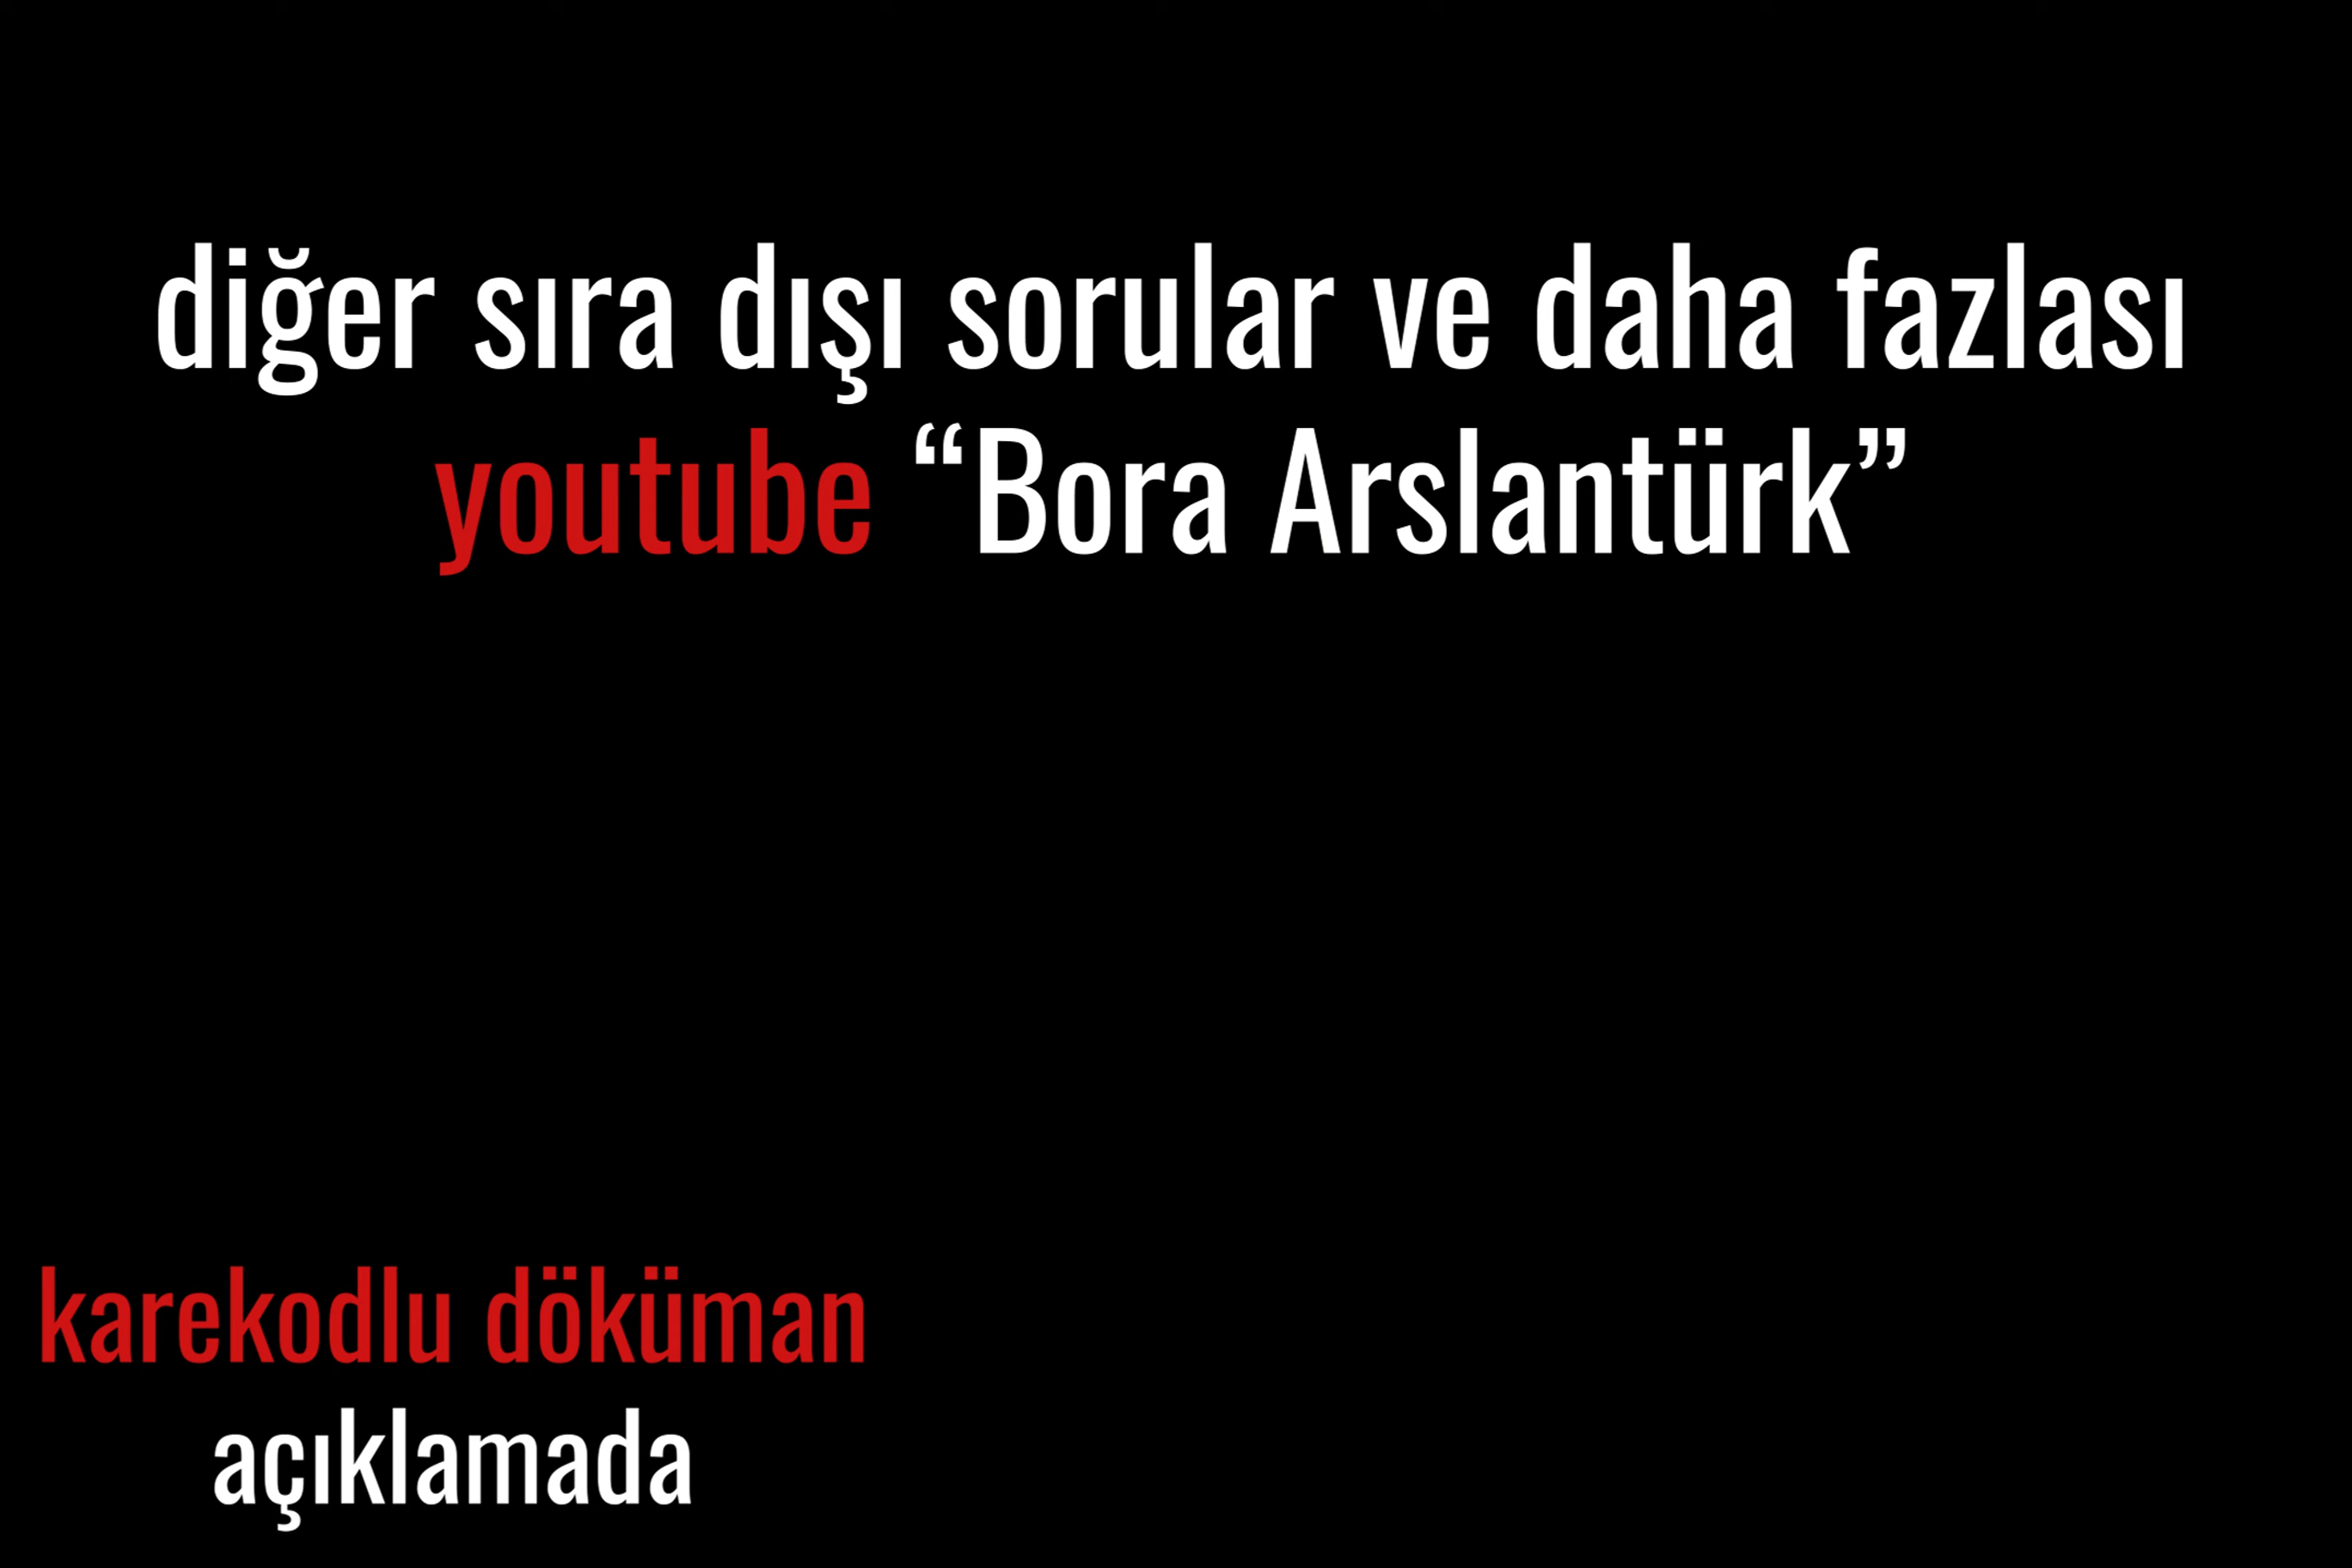 diğer sıra dışı sorular ve daha fazlası
youtube “Bora Arslantürk”
karekodlu döküman
açıklamada